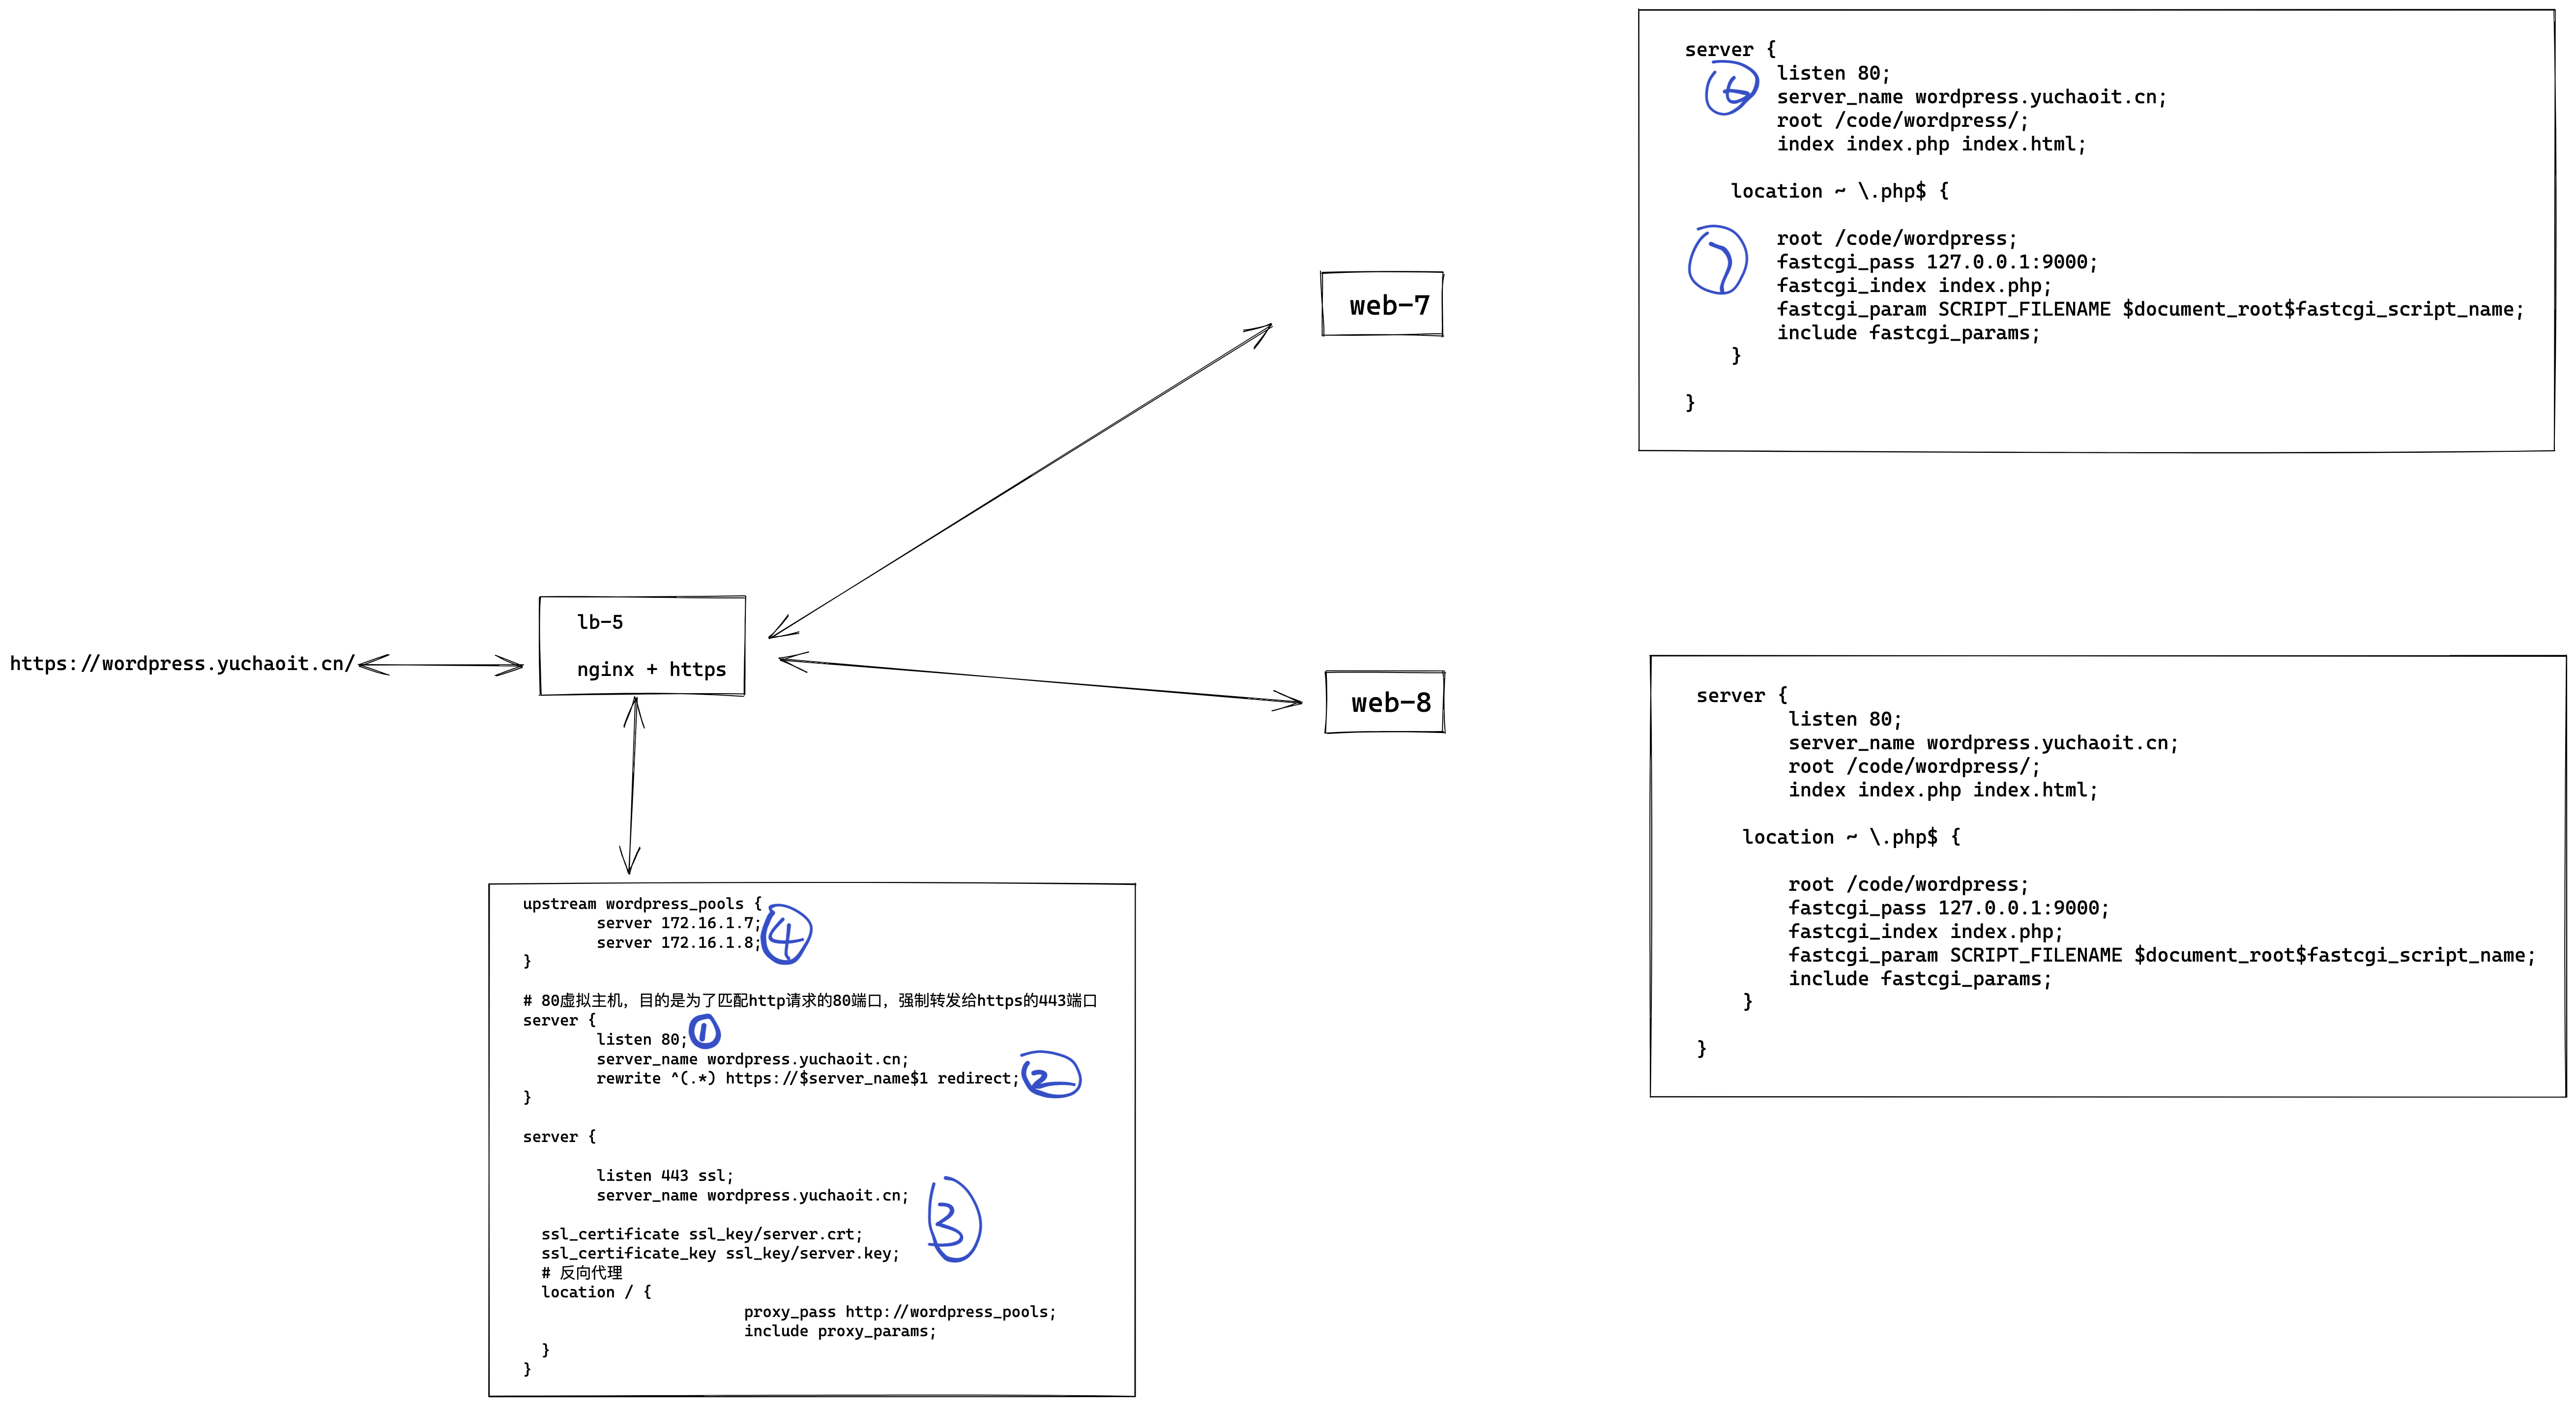 https://wordpress.yuchaoit.cn/
lb-5
nginx + https
web-7
web-8
upstream wordpress_pools {
        server 172.16.1.7;
        server 172.16.1.8;
④
}
# 80虚拟主机，目的是为了匹配http请求的80端口，强制转发给https的443端口
server {
        listen 80;
①
        server_name wordpress.yuchaoit.cn;
        rewrite ^(.*) https://$server_name$1 redirect;
②
}
server {
        listen 443 ssl;
        server_name wordpress.yuchaoit.cn;
③
  ssl_certificate ssl_key/server.crt;
  ssl_certificate_key ssl_key/server.key;
  # 反向代理
  location / {
                        proxy_pass http://wordpress_pools;
                        include proxy_params;
  }
}
server {
        listen 80;
        server_name wordpress.yuchaoit.cn;
        root /code/wordpress/;
        index index.php index.html;
    location ~ \.php$ {
⑦
        root /code/wordpress;
        fastcgi_pass 127.0.0.1:9000;
        fastcgi_index index.php;
        fastcgi_param SCRIPT_FILENAME $document_root$fastcgi_script_name;
        include fastcgi_params;
    }
}
server {
        listen 80;
        server_name wordpress.yuchaoit.cn;
        root /code/wordpress/;
        index index.php index.html;
    location ~ \.php$ {
        root /code/wordpress;
        fastcgi_pass 127.0.0.1:9000;
        fastcgi_index index.php;
        fastcgi_param SCRIPT_FILENAME $document_root$fastcgi_script_name;
        include fastcgi_params;
    }
}